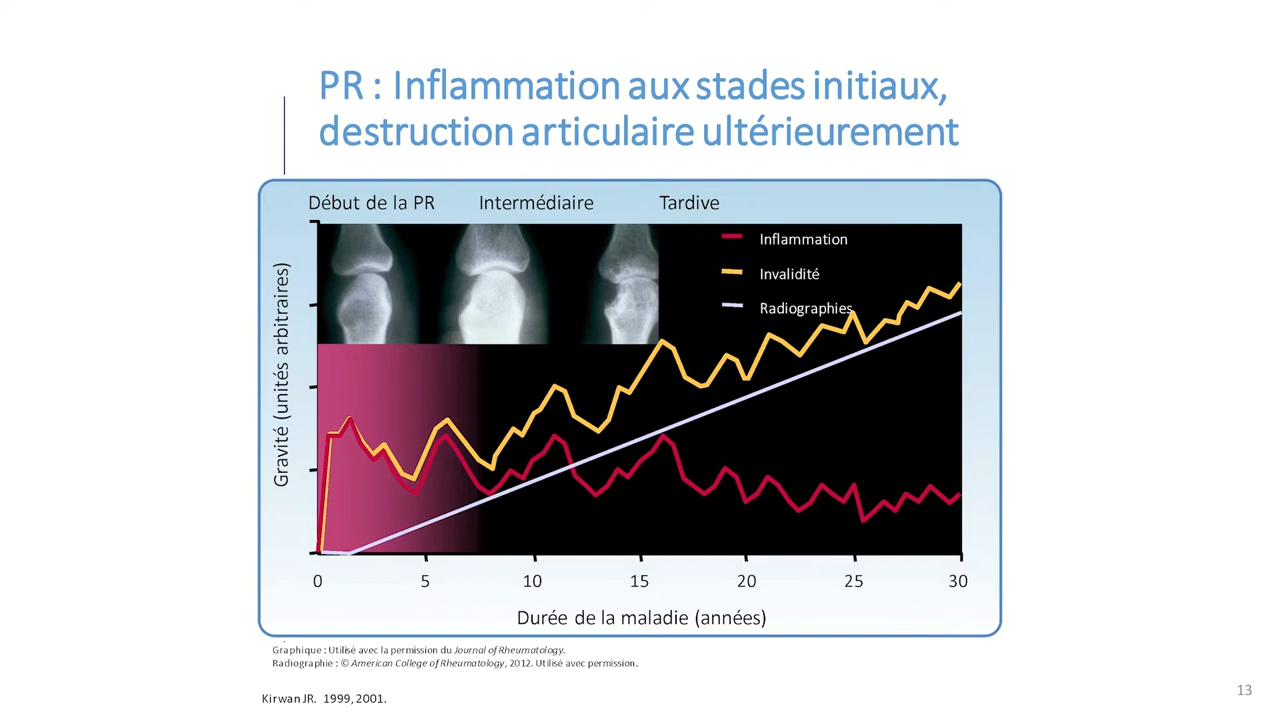 PR : Inflammation aux stades initiaux,
destruction articulaire ultérieurement
Début de la PR
Intermédiaire
Tardive
Inflammation
Invalidité
Radiographies
Gravité (unités arbitraires)
0 5 10 15 20 25 30
Durée de la maladie (années)
Graphique : Utilisé avec la permission du Journal of Rheumatology.
Radiographie : © American College of Rheumatology, 2012. Utilisé avec permission.
Kirwan JR. 1999, 2001.
13